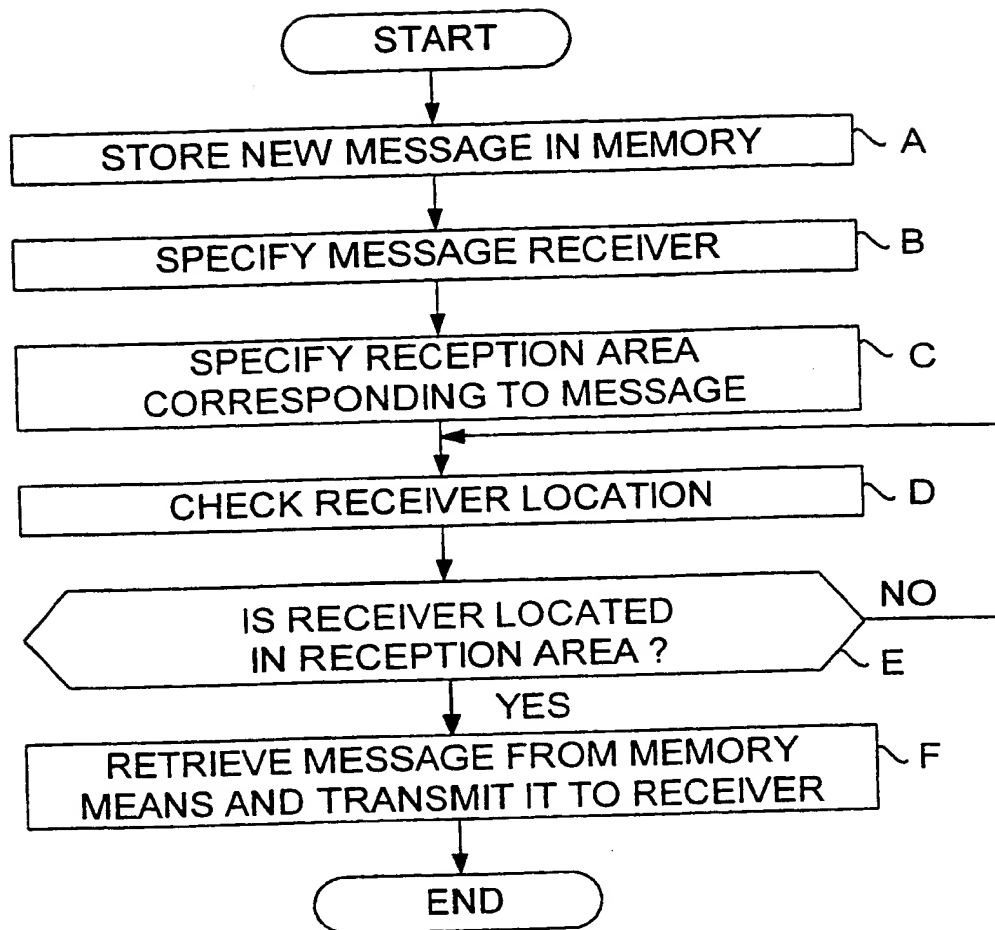 START
STORE NEW MESSAGE IN MEMORY
A
SPECIFY MESSAGE RECEIVER
B
SPECIFY RECEPTION AREA
CORRESPONDING TO MESSAGE
C
CHECK RECEIVER LOCATION
D
IS RECEIVER LOCATED
IN RECEPTION AREA ?
NO
E
YES
RETRIEVE MESSAGE FROM MEMORY
MEANS AND TRANSMIT IT TO RECEIVER
F
END